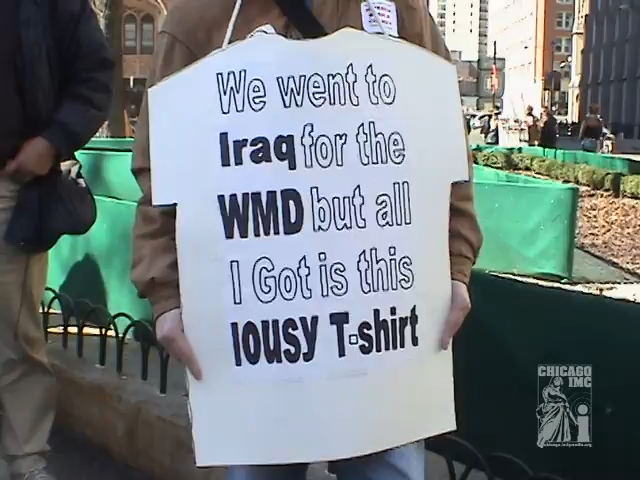 We went to
Iraq for the
WMD but all
I Got is this
lousy T-shirt
CHICAGO
IMC